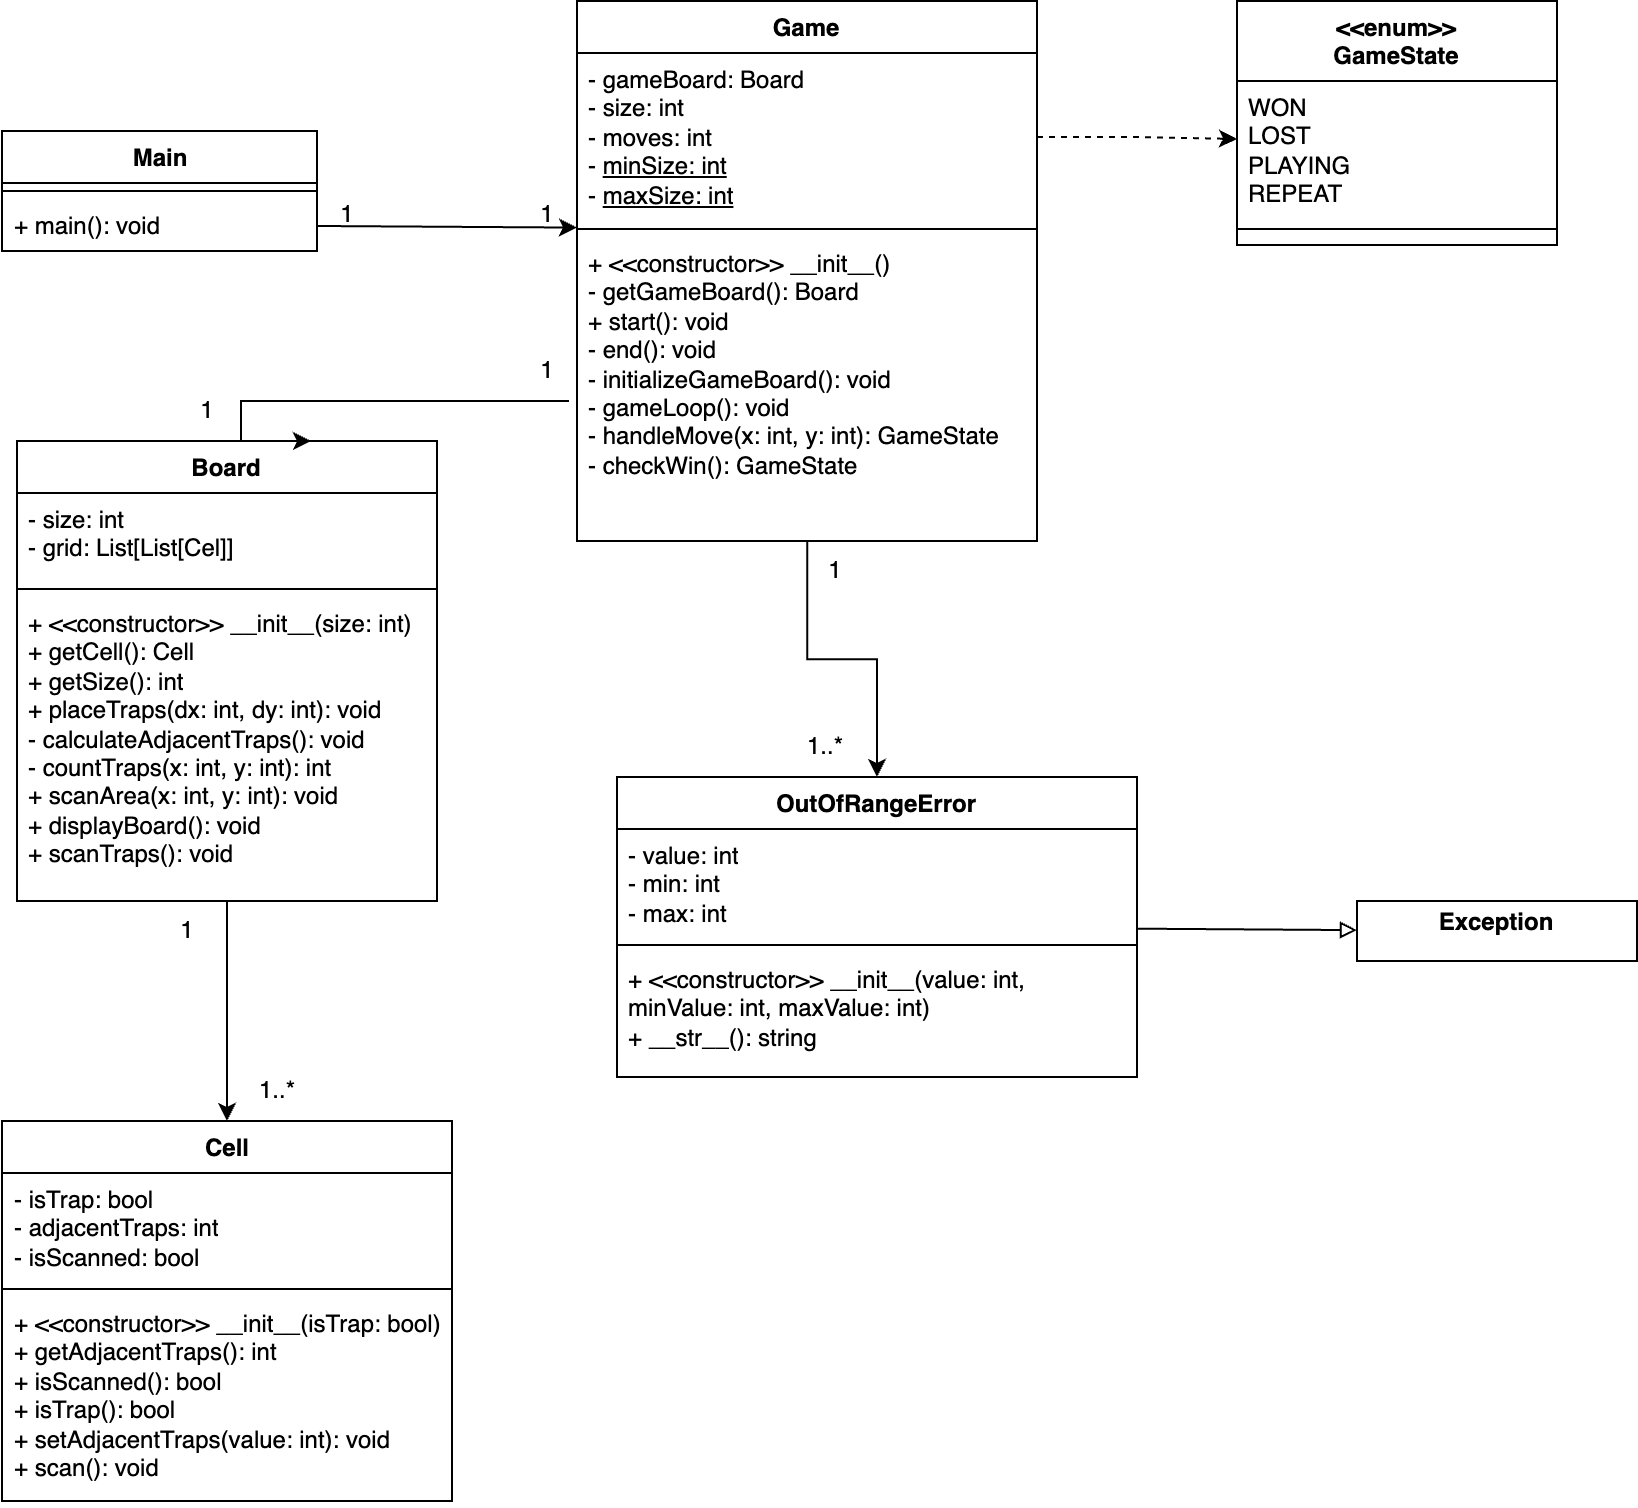 Game
- gameBoard: Board
- size: int
- moves: int
- minSize: int
- maxSize: int
+ <<constructor>> __init__()
- getGameBoard(): Board
+ start(): void
- end(): void
- initializeGameBoard(): void
- gameLoop(): void
- handleMove(x: int, y: int): GameState
- checkWin(): GameState
<<enum>>
GameState
WON
LOST
PLAYING
REPEAT
Main
+ main(): void
1
1
1
1
Board
- size: int
- grid: List[List[Cel]]
+ <<constructor>> __init__(size: int)
+ getCell(): Cell
+ getSize(): int
+ placeTraps(dx: int, dy: int): void
- calculateAdjacentTraps(): void
- countTraps(x: int, y: int): int
+ scanArea(x: int, y: int): void
+ displayBoard(): void
+ scanTraps(): void
1
1..*
OutOfRangeError
- value: int
- min: int
- max: int
+ <<constructor>> __init__(value: int,
minValue: int, maxValue: int)
+ __str__(): string
Exception
1
1..*
Cell
- isTrap: bool
- adjacentTraps: int
- isScanned: bool
+ <<constructor>> __init__(isTrap: bool)
+ getAdjacentTraps(): int
+ isScanned(): bool
+ isTrap(): bool
+ setAdjacentTraps(value: int): void
+ scan(): void